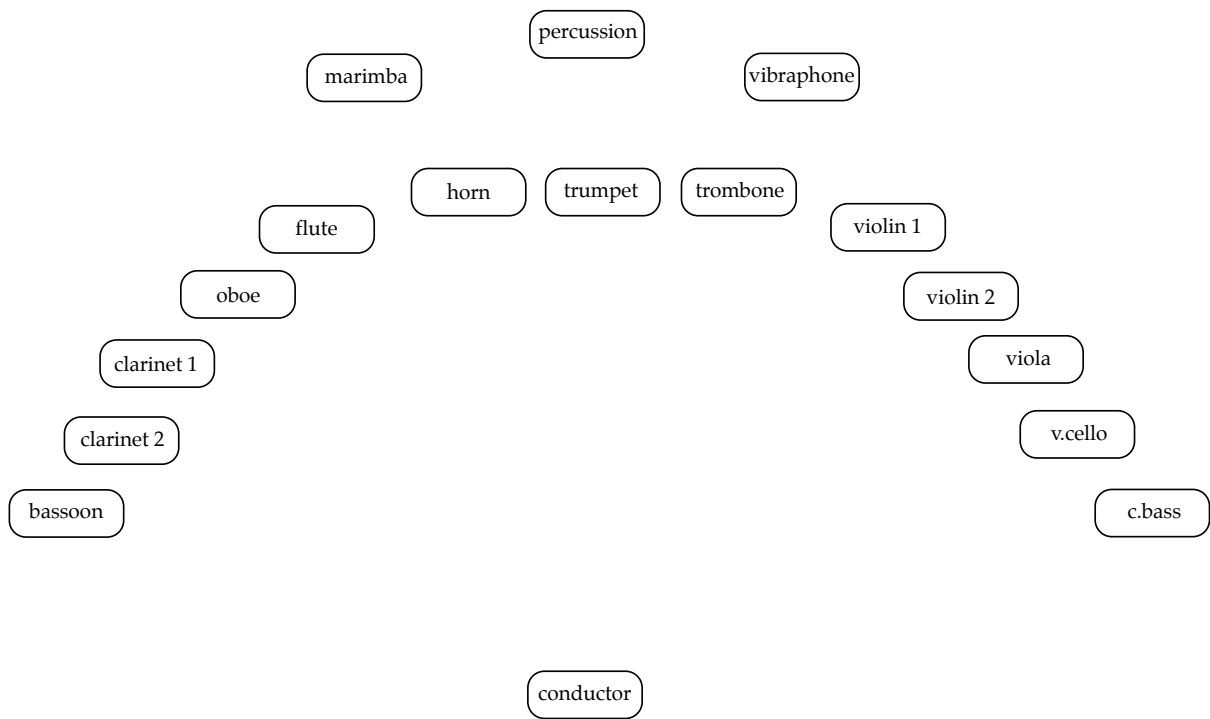 percussion
marimba
vibraphone
horn
trumpet
trombone
flute
violin 1
oboe
violin 2
clarinet 1
viola
clarinet 2
v.cello
bassoon
c.bass
conductor